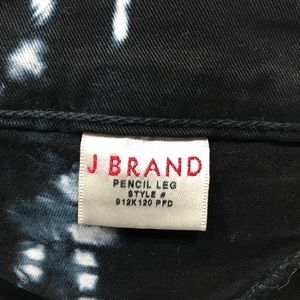 J BRAND
PENCIL LEG
STYLE #
912K120 PFD